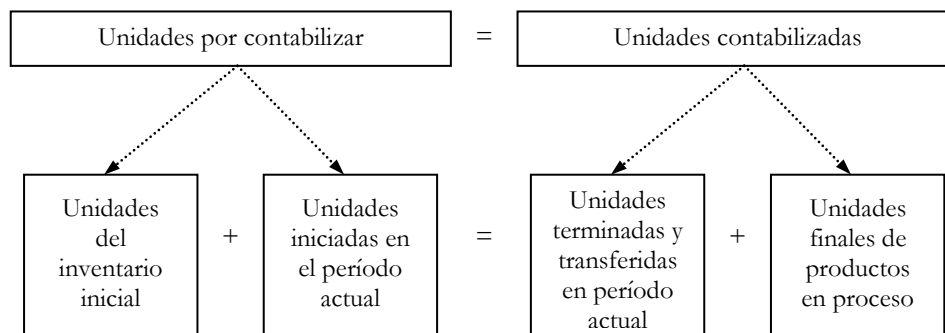 Unidades por contabilizar
=
Unidades contabilizadas
Unidades
del
inventario
inicial
+
Unidades
iniciadas en
el período
actual
=
Unidades
terminadas y
transferidas
en período
actual
+
Unidades
finales de
productos
en proceso